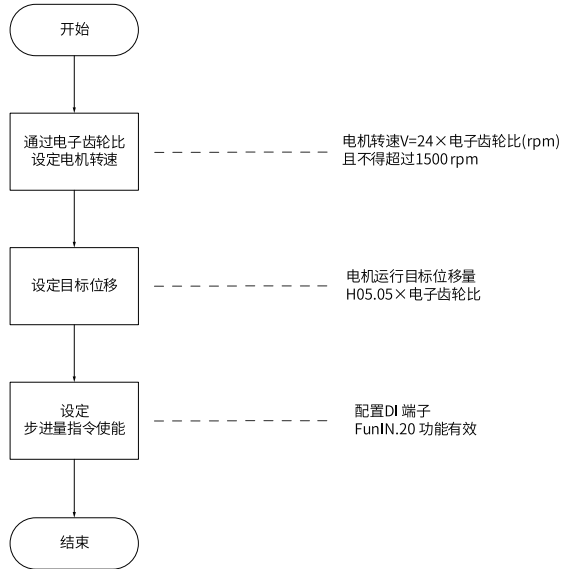 开始
通过电子齿轮比
设定电机转速
电机转速V=24×电子齿轮比(rpm)
且不得超过1500rpm
设定目标位移
电机运行目标位移量
H05.05×电子齿轮比
设定
步进量指令使能
配置DI 端子
FunIN.20 功能有效
结束